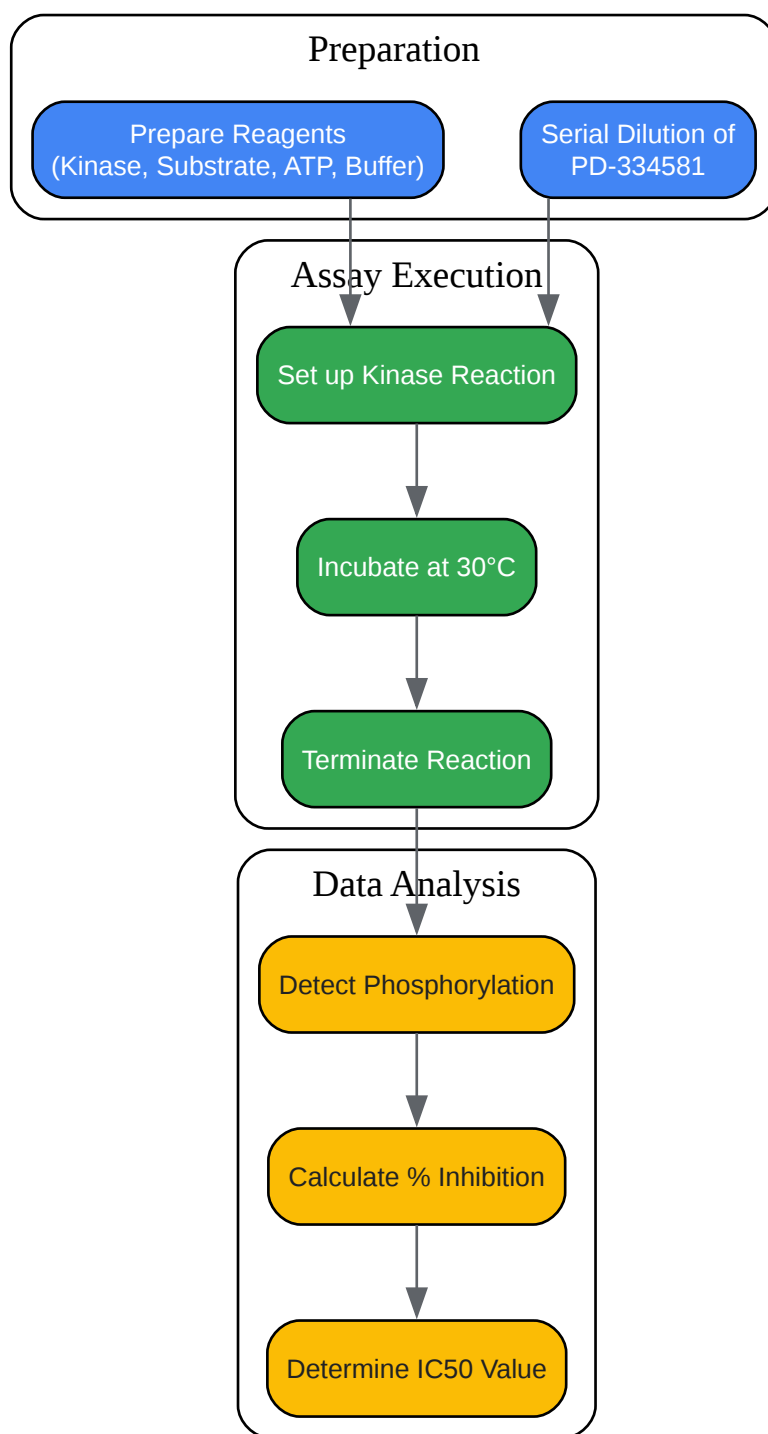 Preparation
Prepare Reagents
(Kinase, Substrate, ATP, Buffer)
Serial Dilution of
PD-334581
Assay Execution
Set up Kinase Reaction
Incubate at 30°C
Terminate Reaction
Data Analysis
Detect Phosphorylation
Calculate % Inhibition
Determine IC50 Value